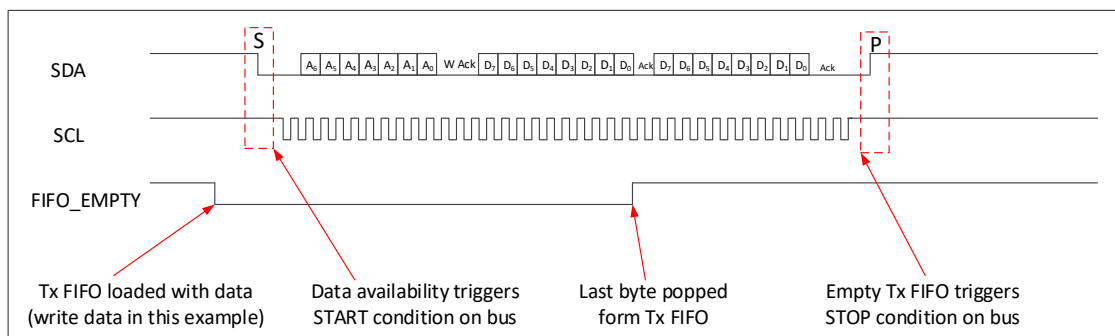 S
P
SDA
A6 A5 A4 A3 A2 A1 A0 W Ack D7 D6 D5 D4 D3 D2 D1 D0 Ack D7 D6 D5 D4 D3 D2 D1 D0 Ack
SCL
FIFO_EMPTY
Tx FIFO loaded with data
(write data in this example)
Data availability triggers
START condition on bus
Last byte popped
form Tx FIFO
Empty Tx FIFO triggers
STOP condition on bus